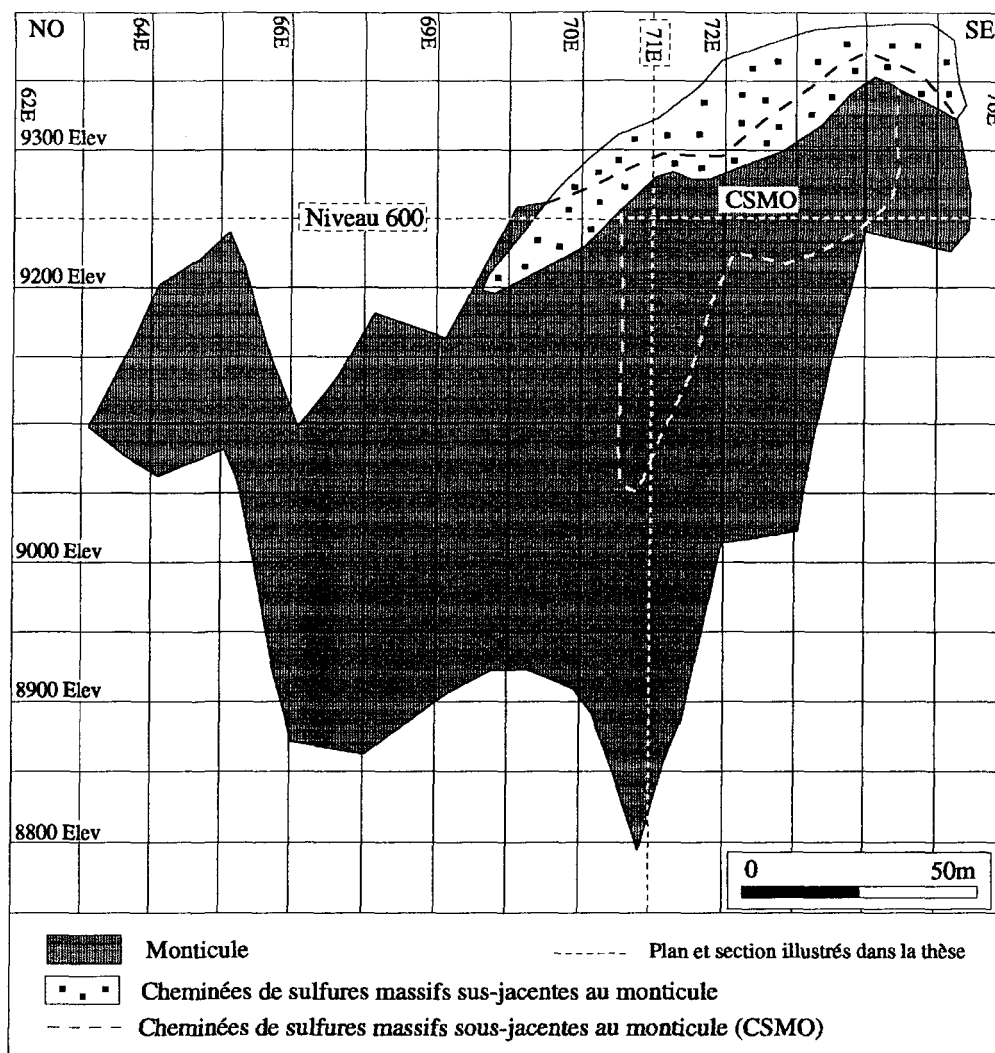 NO
64E
66E
69E
70E
71E
72E
SE
62E
78E
9300 Elev
Niveau 600
CSMO
9200 Elev
9000 Elev
8900 Elev
8800 Elev
0 50m
Monticule
Plan et section illustrés dans la thèse
Cheminées de sulfures massifs sus-jacentes au monticule
Cheminées de sulfures massifs sous-jacentes au monticule (CSMO)